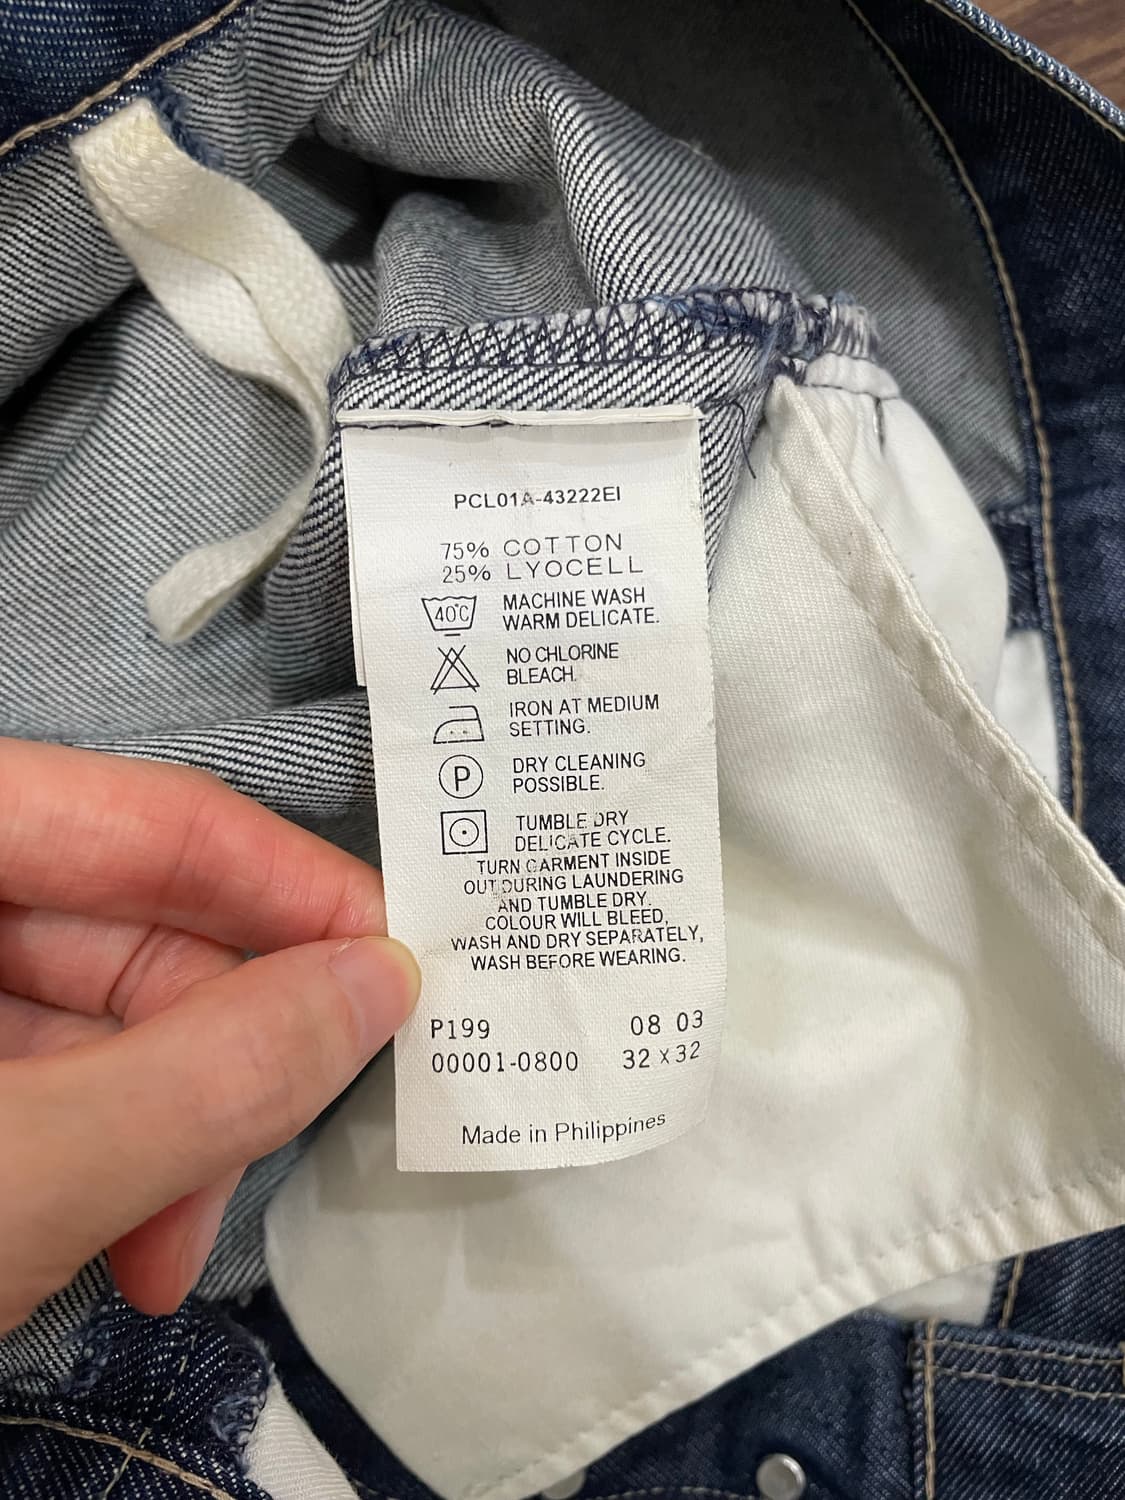 PCL01A-43222EI
75% COTTON
25% LYOCELL
40°C MACHINE WASH
WARM DELICATE.
NO CHLORINE
BLEACH.
IRON AT MEDIUM
SETTING.
P DRY CLEANING
POSSIBLE.
TUMBLE DRY
DELICATE CYCLE.
TURN GARMENT INSIDE
OUT DURING LAUNDERING
AND TUMBLE DRY.
COLOUR WILL BLEED,
WASH AND DRY SEPARATELY,
WASH BEFORE WEARING.
P199 08 03
00001-0800 32 x 32
Made in Philippines